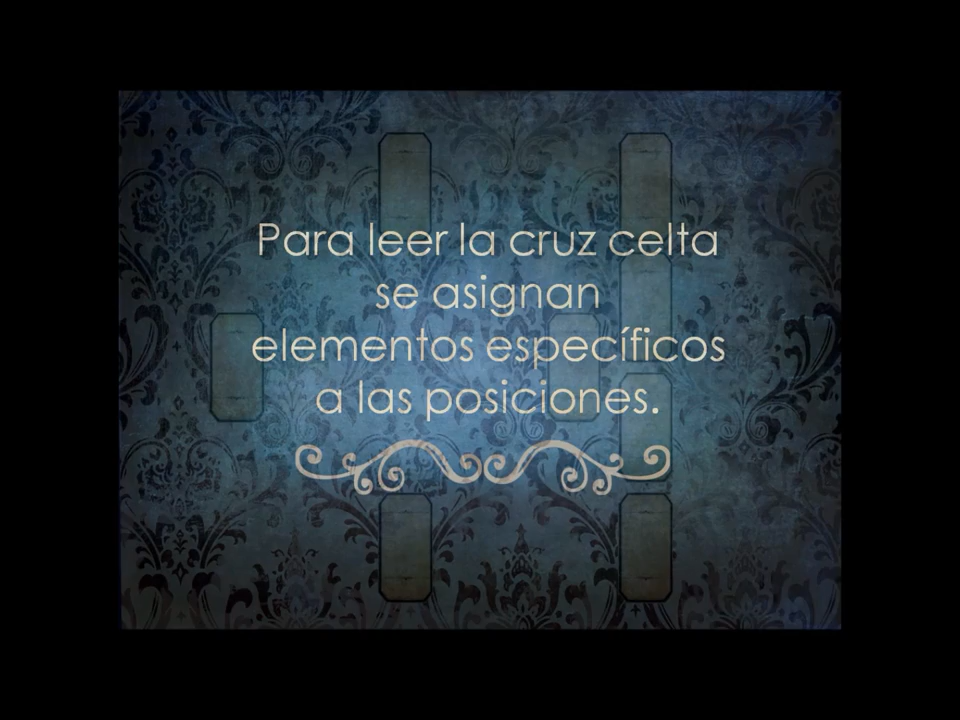 Para leer la cruz celta
se asignan
elementos específicos
a las posiciones.